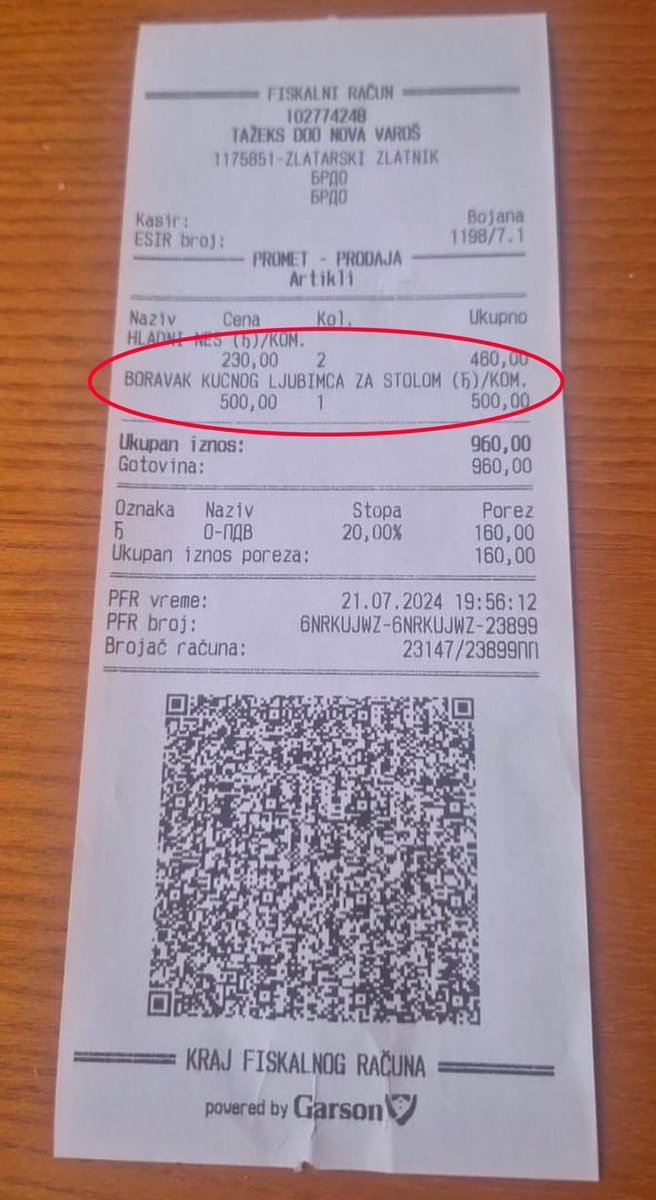 FISKALNI RAČUN
102774248
TAŽEKS DOO NOVA VAROŠ
1175851-ZLATARSKI ZLATNIK
БРДО
БРДО
Kasir: Bojana
ESIR broj: 1198/7.1
PROMET - PRODAJA
Artikli
Naziv Cena Kol. Ukupno
HLADNI NES (Ђ)/KOM.
230,00 2 460,00
BORAVAK KUĆNOG LJUBIMCA ZA STOLOM (Ђ)/KOM.
500,00 1 500,00
Ukupan iznos: 960,00
Gotovina: 960,00
Oznaka Naziv Stopa Porez
Ђ О-ПДВ 20,00% 160,00
Ukupan iznos poreza: 160,00
PFR vreme: 21.07.2024 19:56:12
PFR broj: 6NRKUJWZ-6NRKUJWZ-23899
Brojač računa: 23147/23899ПП
KRAJ FISKALNOG RAČUNA
powered by Garson